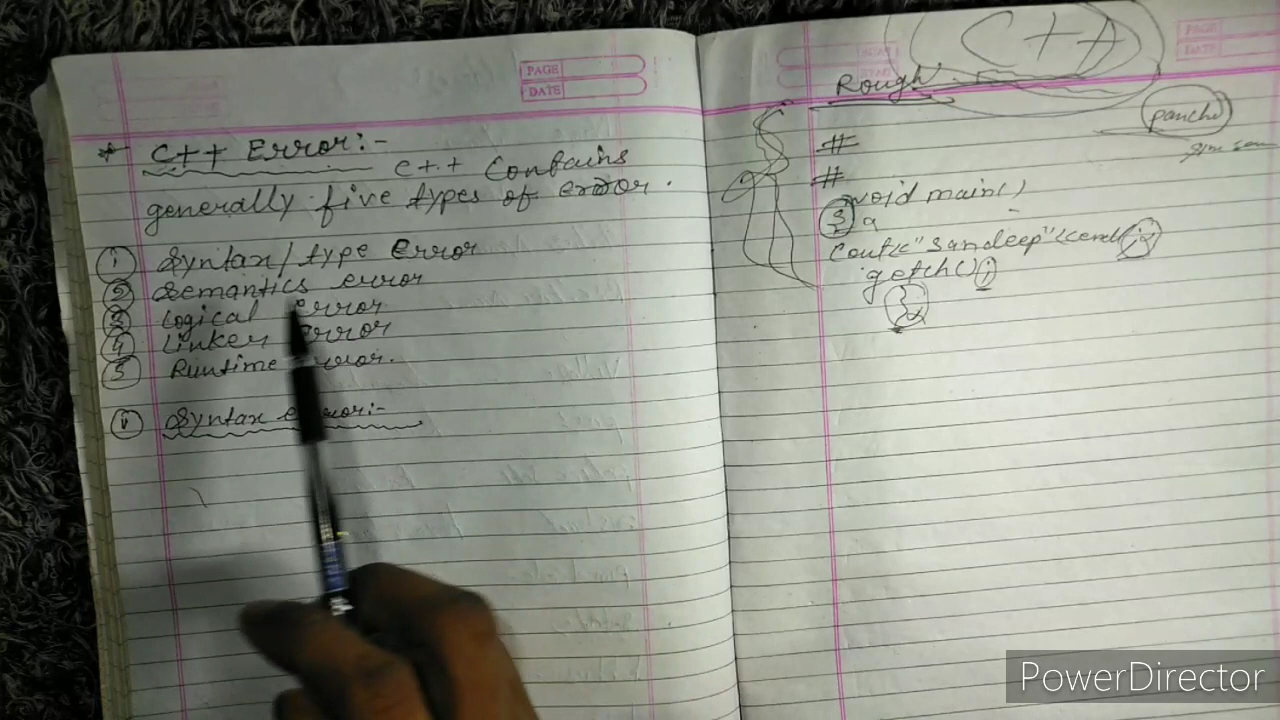 PAGE
DATE
* C++ Error:-
C++ Contains
generally five types of error.
① Syntax/type Error
② Semantics error
③ Logical Error
④ Linker Error
⑤ Runtime error.
① Syntax error:-
C++
Rough
#
#
void main()
Cout<"Sandeep"<<endl;
getch();
}
PowerDirector